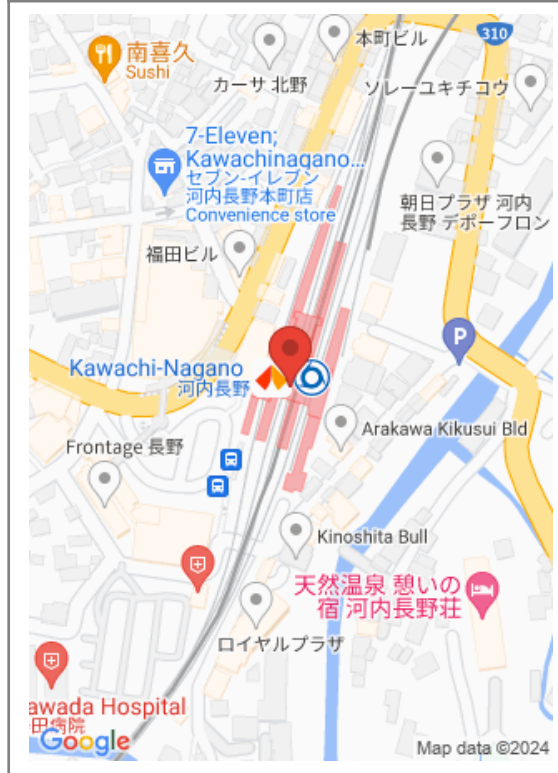 310
本町ビル
南喜久
Sushi
カーサ 北野
ソレーユキチコウ
7-Eleven;
Kawachinagano...
セブン-イレブン
河内長野本町店
Convenience store
朝日プラザ 河内
長野 デポーフロン
福田ビル
P
Kawachi-Nagano
河内長野
Arakawa Kikusui Bld
Frontage 長野
Kinoshita Bull
天然温泉 憩いの
宿 河内長野荘
ロイヤルプラザ
awada Hospital
田病院
Google
Map data ©2024